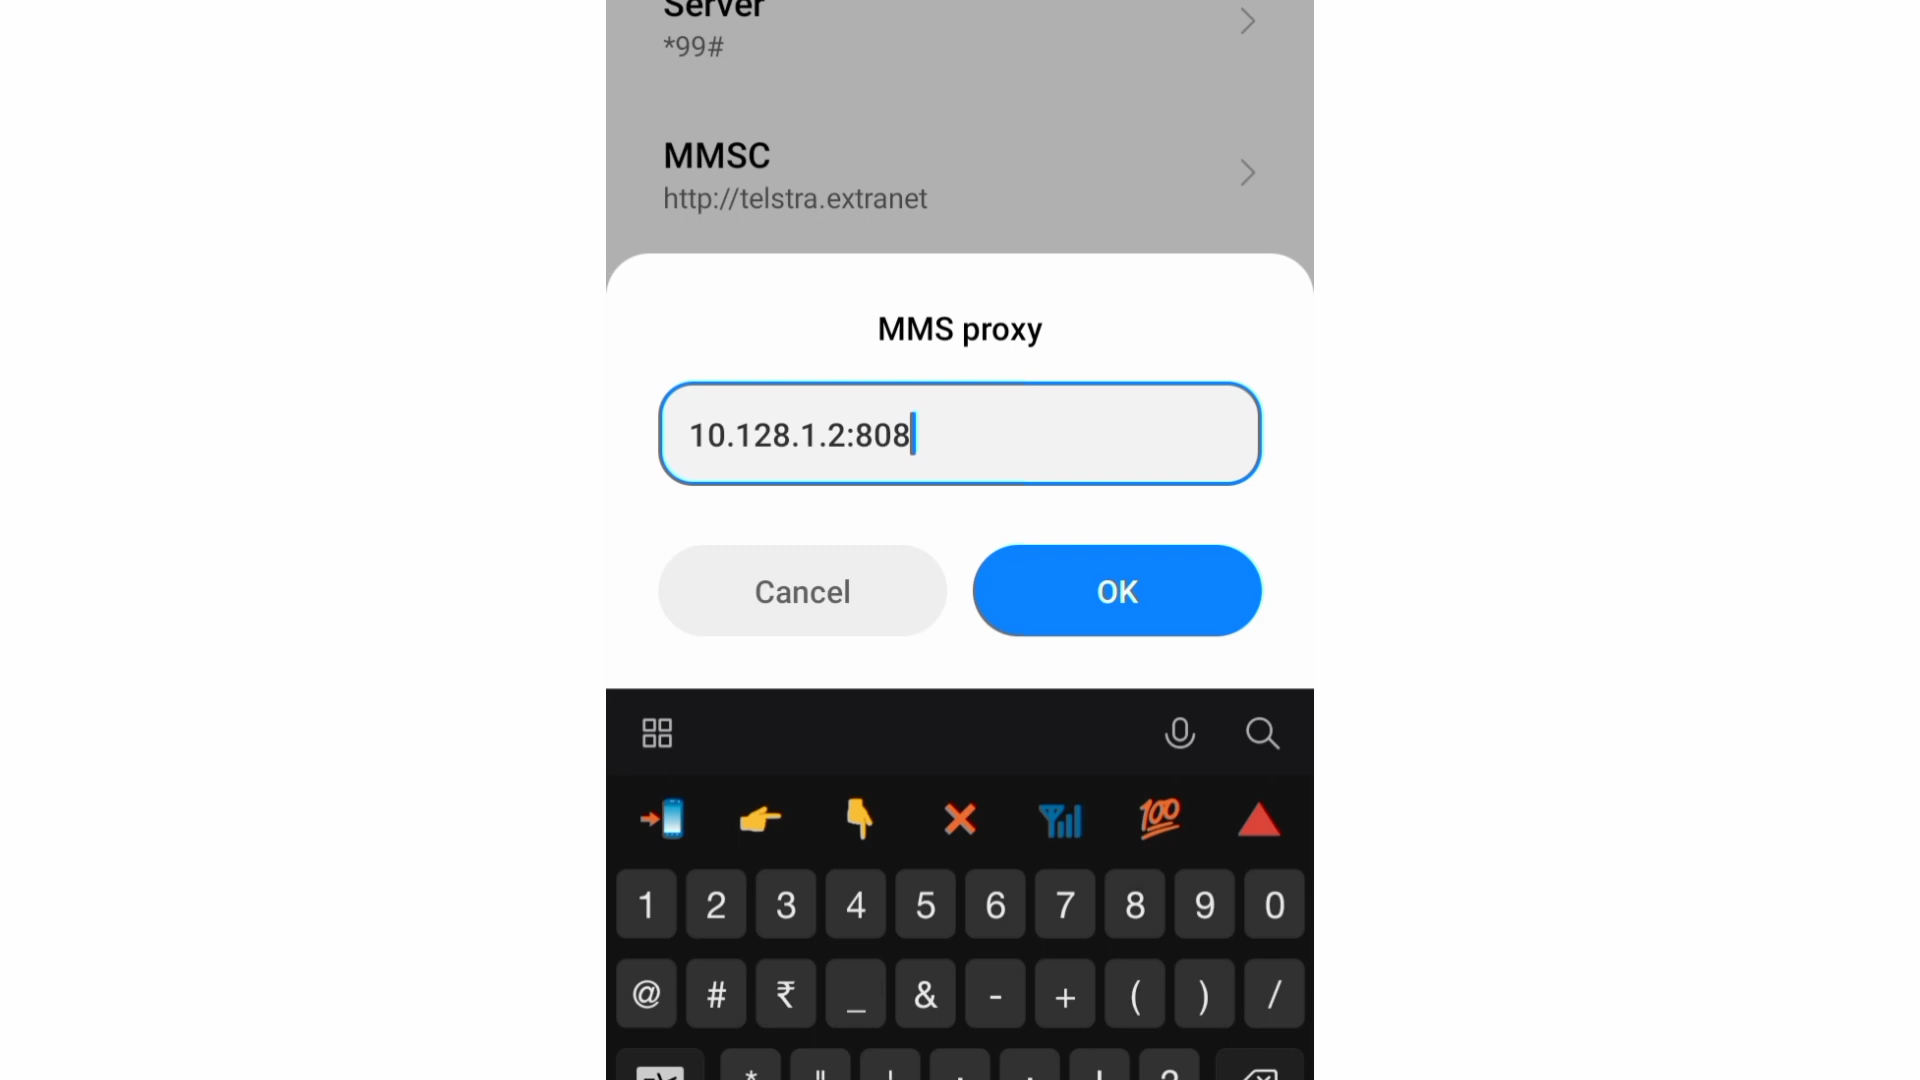 Server
*99#
MMSC
http://telstra.extranet
MMS proxy
10.128.1.2:808
Cancel OK
1 2 3 4 5 6 7 8 9 0
@ # ₹ _ & - + ( ) /